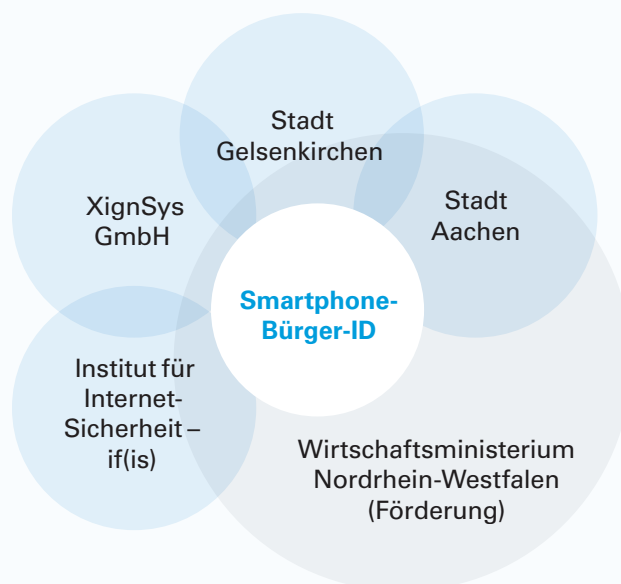 Stadt
Gelsenkirchen
XignSys
GmbH
Stadt
Aachen
Smartphone-
Bürger-ID
Institut für
Internet-
Sicherheit –
if(is)
Wirtschaftsministerium
Nordrhein-Westfalen
(Förderung)